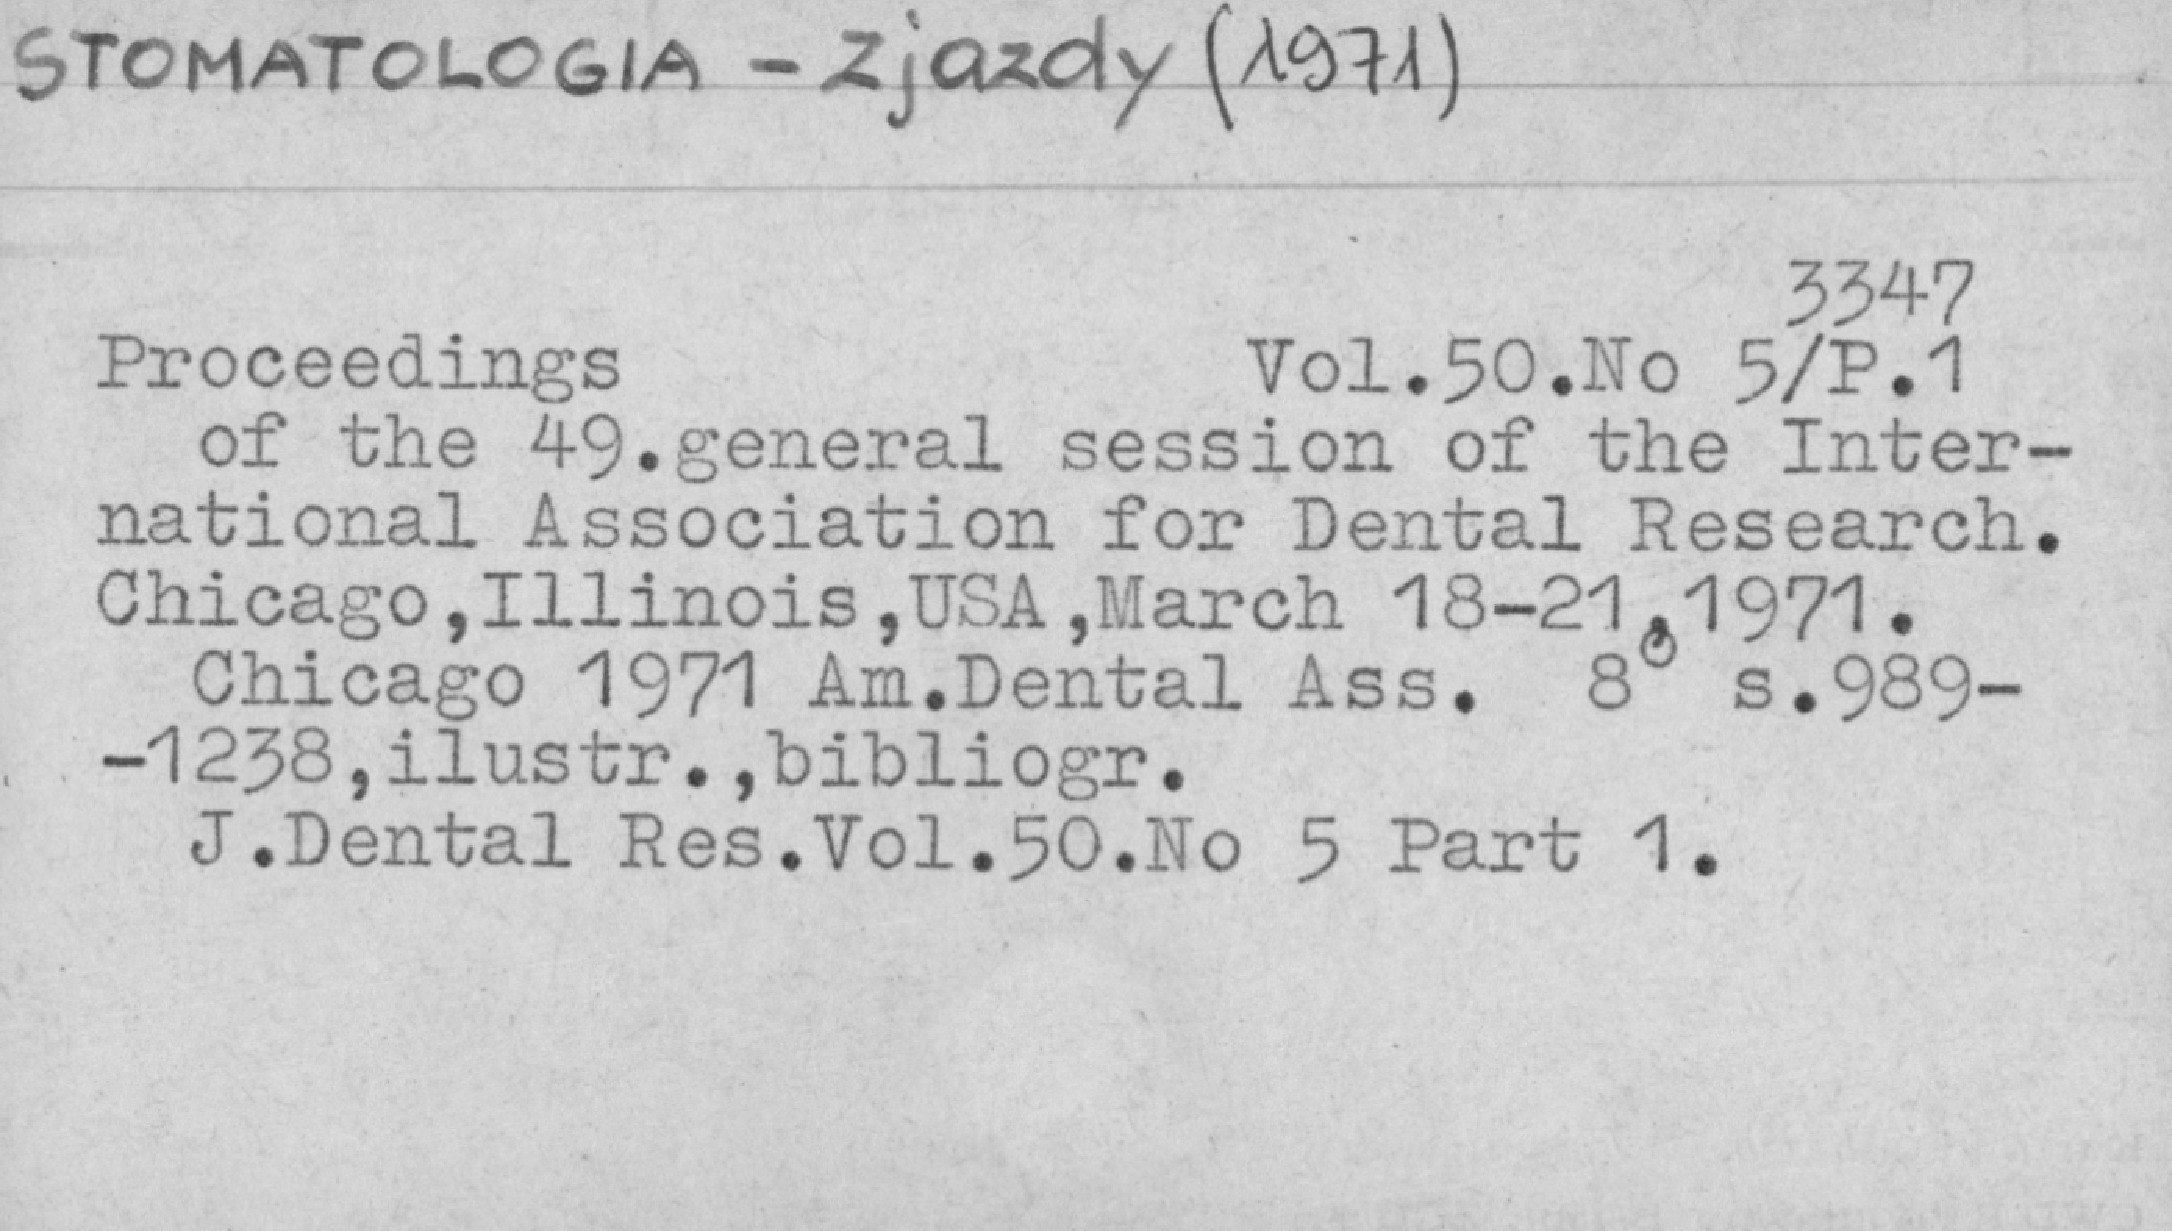 STOMATOLOGIA - zjazdy (1971)
3347
Proceedings Vol.50.No 5/P.1
of the 49.general session of the Inter-
national Association for Dental Research.
Chicago,Illinois,USA,March 18-21,1971.
Chicago 1971 Am.Dental Ass. 8° s.989-
-1238,ilustr.,bibliogr.
J.Dental Res.Vol.50.No 5 Part 1.